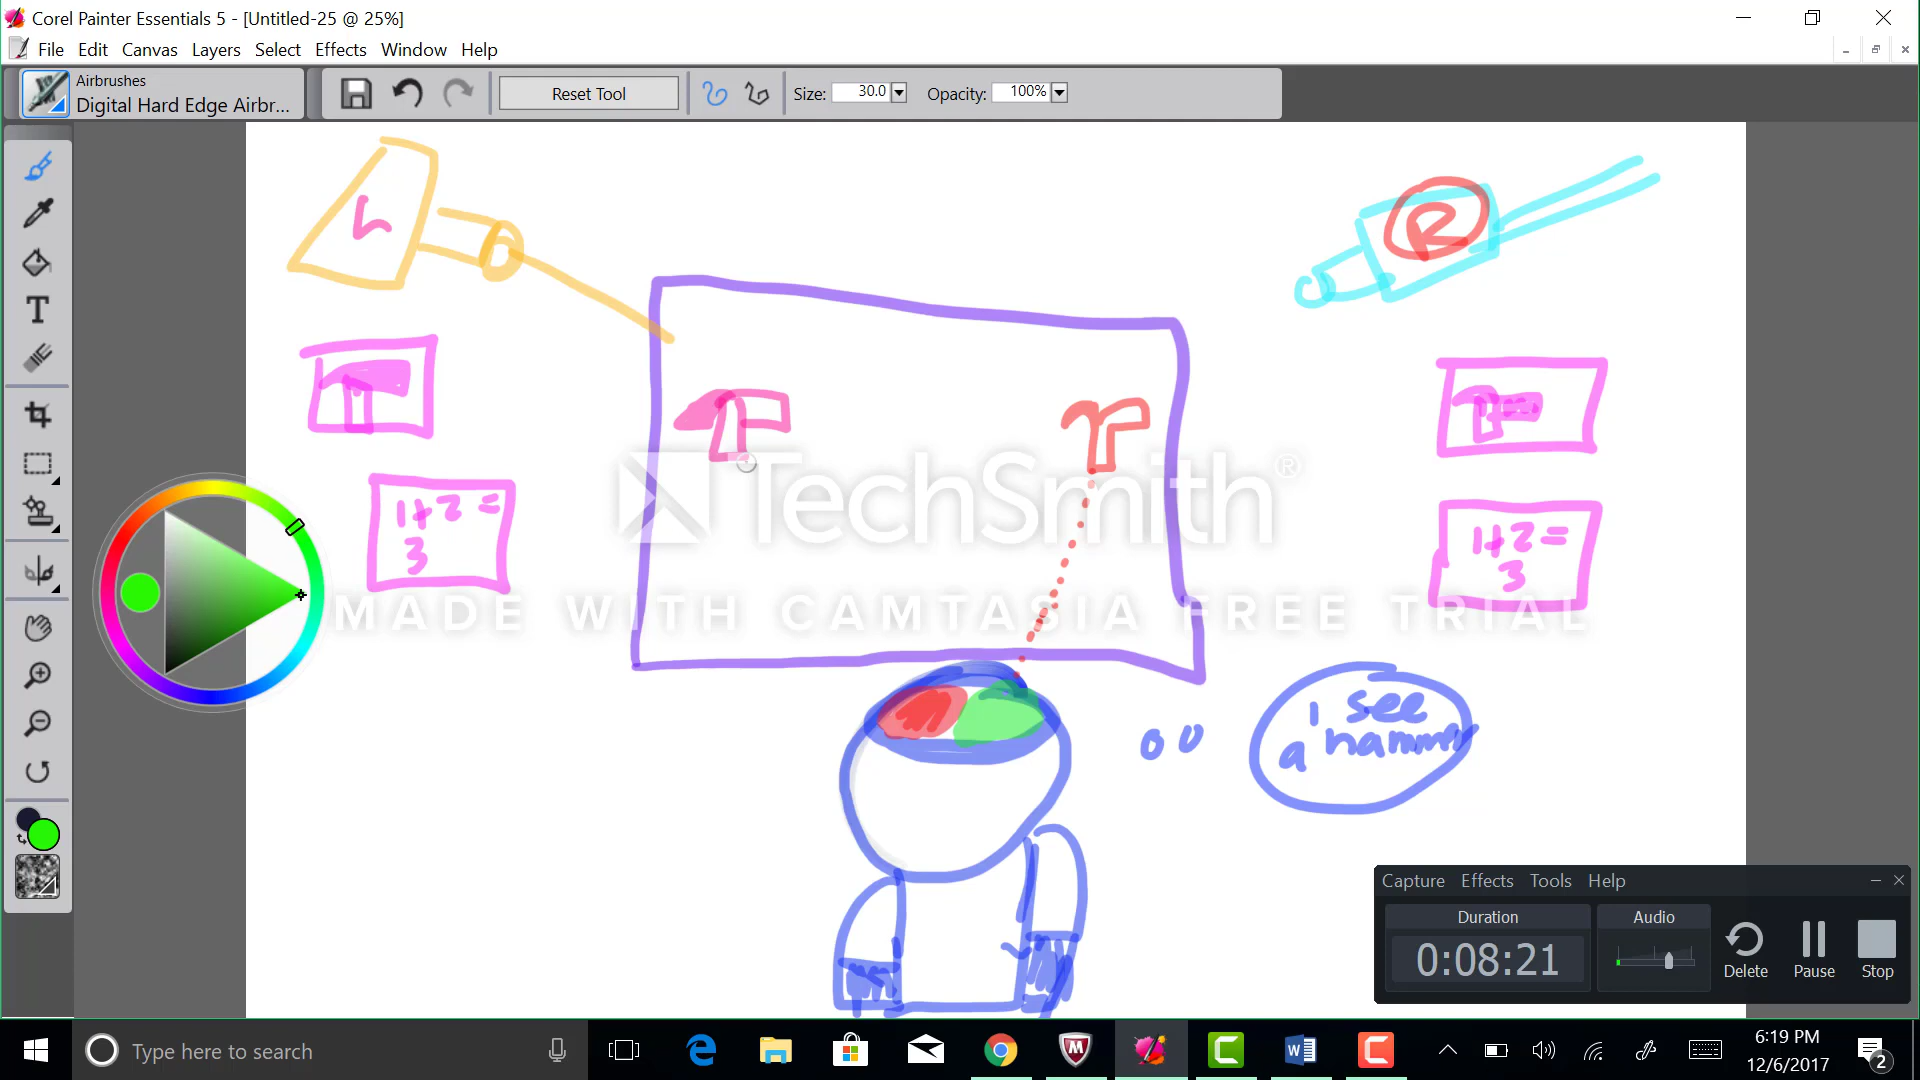 Corel Painter Essentials 5 - [Untitled-25 @ 25%]
File Edit Canvas Layers Select Effects Window Help
Airbrushes
Digital Hard Edge Airbr...
Reset Tool
Size: 30.0
Opacity: 100%
L
R
1+2=
3
1+2=
3
TechSmith®
MADE WITH CAMTASIA FREE TRIAL
I see
a hammer
Capture Effects Tools Help
Duration
Audio
0:08:21
Delete
Pause
Stop
Type here to search
6:19 PM
12/6/2017
2